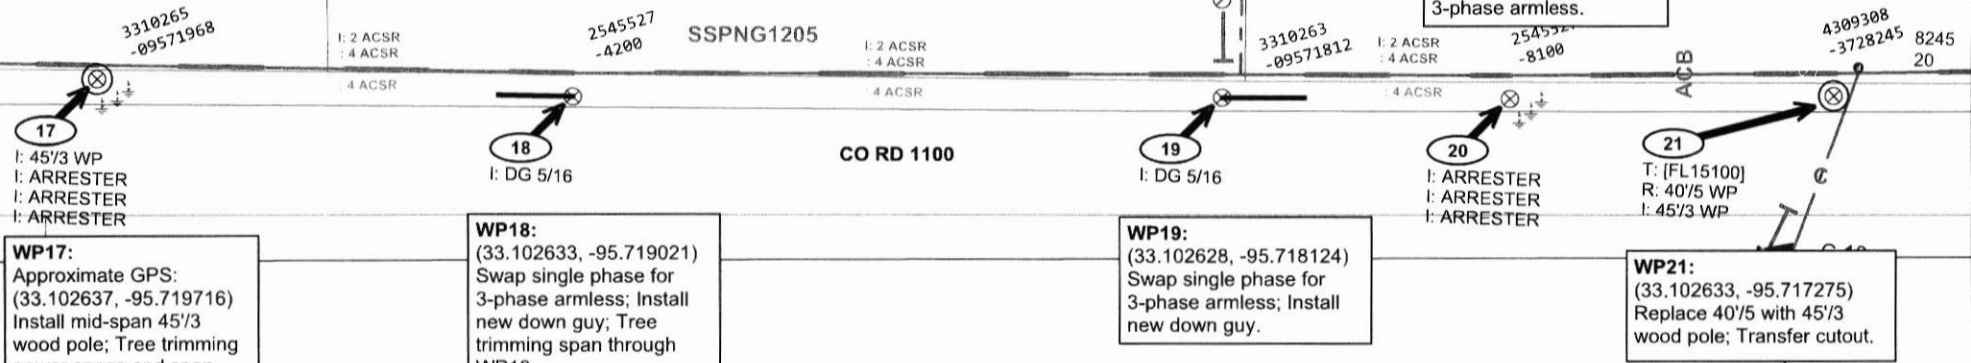 3-phase armless.
3310265
-09571968
I: 2 ACSR
: 4 ACSR
: 4 ACSR
2545527
-4200
SSPNG1205
I: 2 ACSR
: 4 ACSR
: 4 ACSR
3310263
-09571812
I: 2 ACSR
: 4 ACSR
: 4 ACSR
-8100
ACB
4309308
-3728245
8245
20
17
I: 45'/3 WP
I: ARRESTER
I: ARRESTER
I: ARRESTER
18
I: DG 5/16
CO RD 1100
19
I: DG 5/16
20
I: ARRESTER
I: ARRESTER
I: ARRESTER
21
T: [FL15100]
R: 40'/5 WP
I: 45'/3 WP
WP17:
Approximate GPS:
(33.102637, -95.719716)
Install mid-span 45'/3
wood pole; Tree trimming
WP18:
(33.102633, -95.719021)
Swap single phase for
3-phase armless; Install
new down guy; Tree
trimming span through
WP19:
(33.102628, -95.718124)
Swap single phase for
3-phase armless; Install
new down guy.
WP21:
(33.102633, -95.717275)
Replace 40'/5 with 45'/3
wood pole; Transfer cutout.